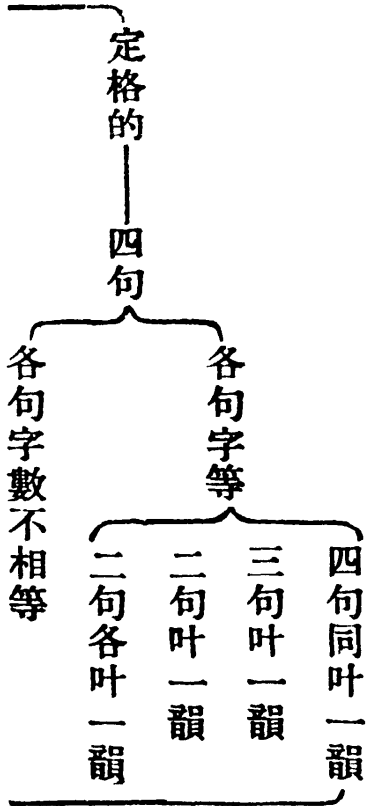 定格的
四句
各句字等
四句同叶一韻
三句叶一韻
二句叶一韻
二句各叶一韻
各句字數不相等